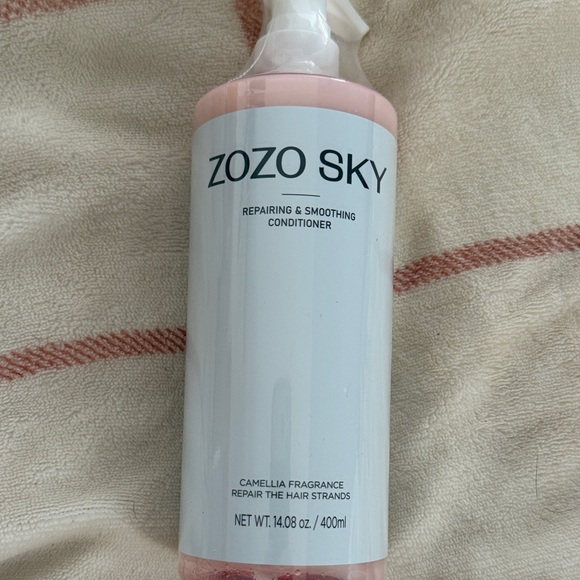 ZOZO SKY
REPAIRING & SMOOTHING
CONDITIONER
CAMELLIA FRAGRANCE
REPAIR THE HAIR STRANDS
NET WT. 14.08 oz. / 400ml